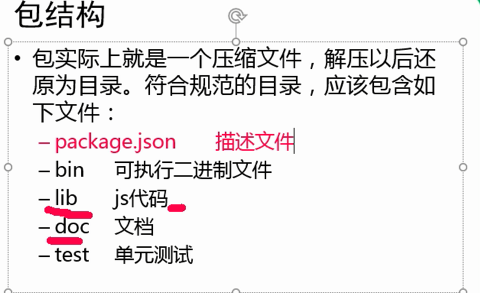 包结构
• 包实际上就是一个压缩文件，解压以后还
原为目录。符合规范的目录，应该包含如
下文件：
– package.json 描述文件
– bin 可执行二进制文件
– lib js代码
– doc 文档
– test 单元测试